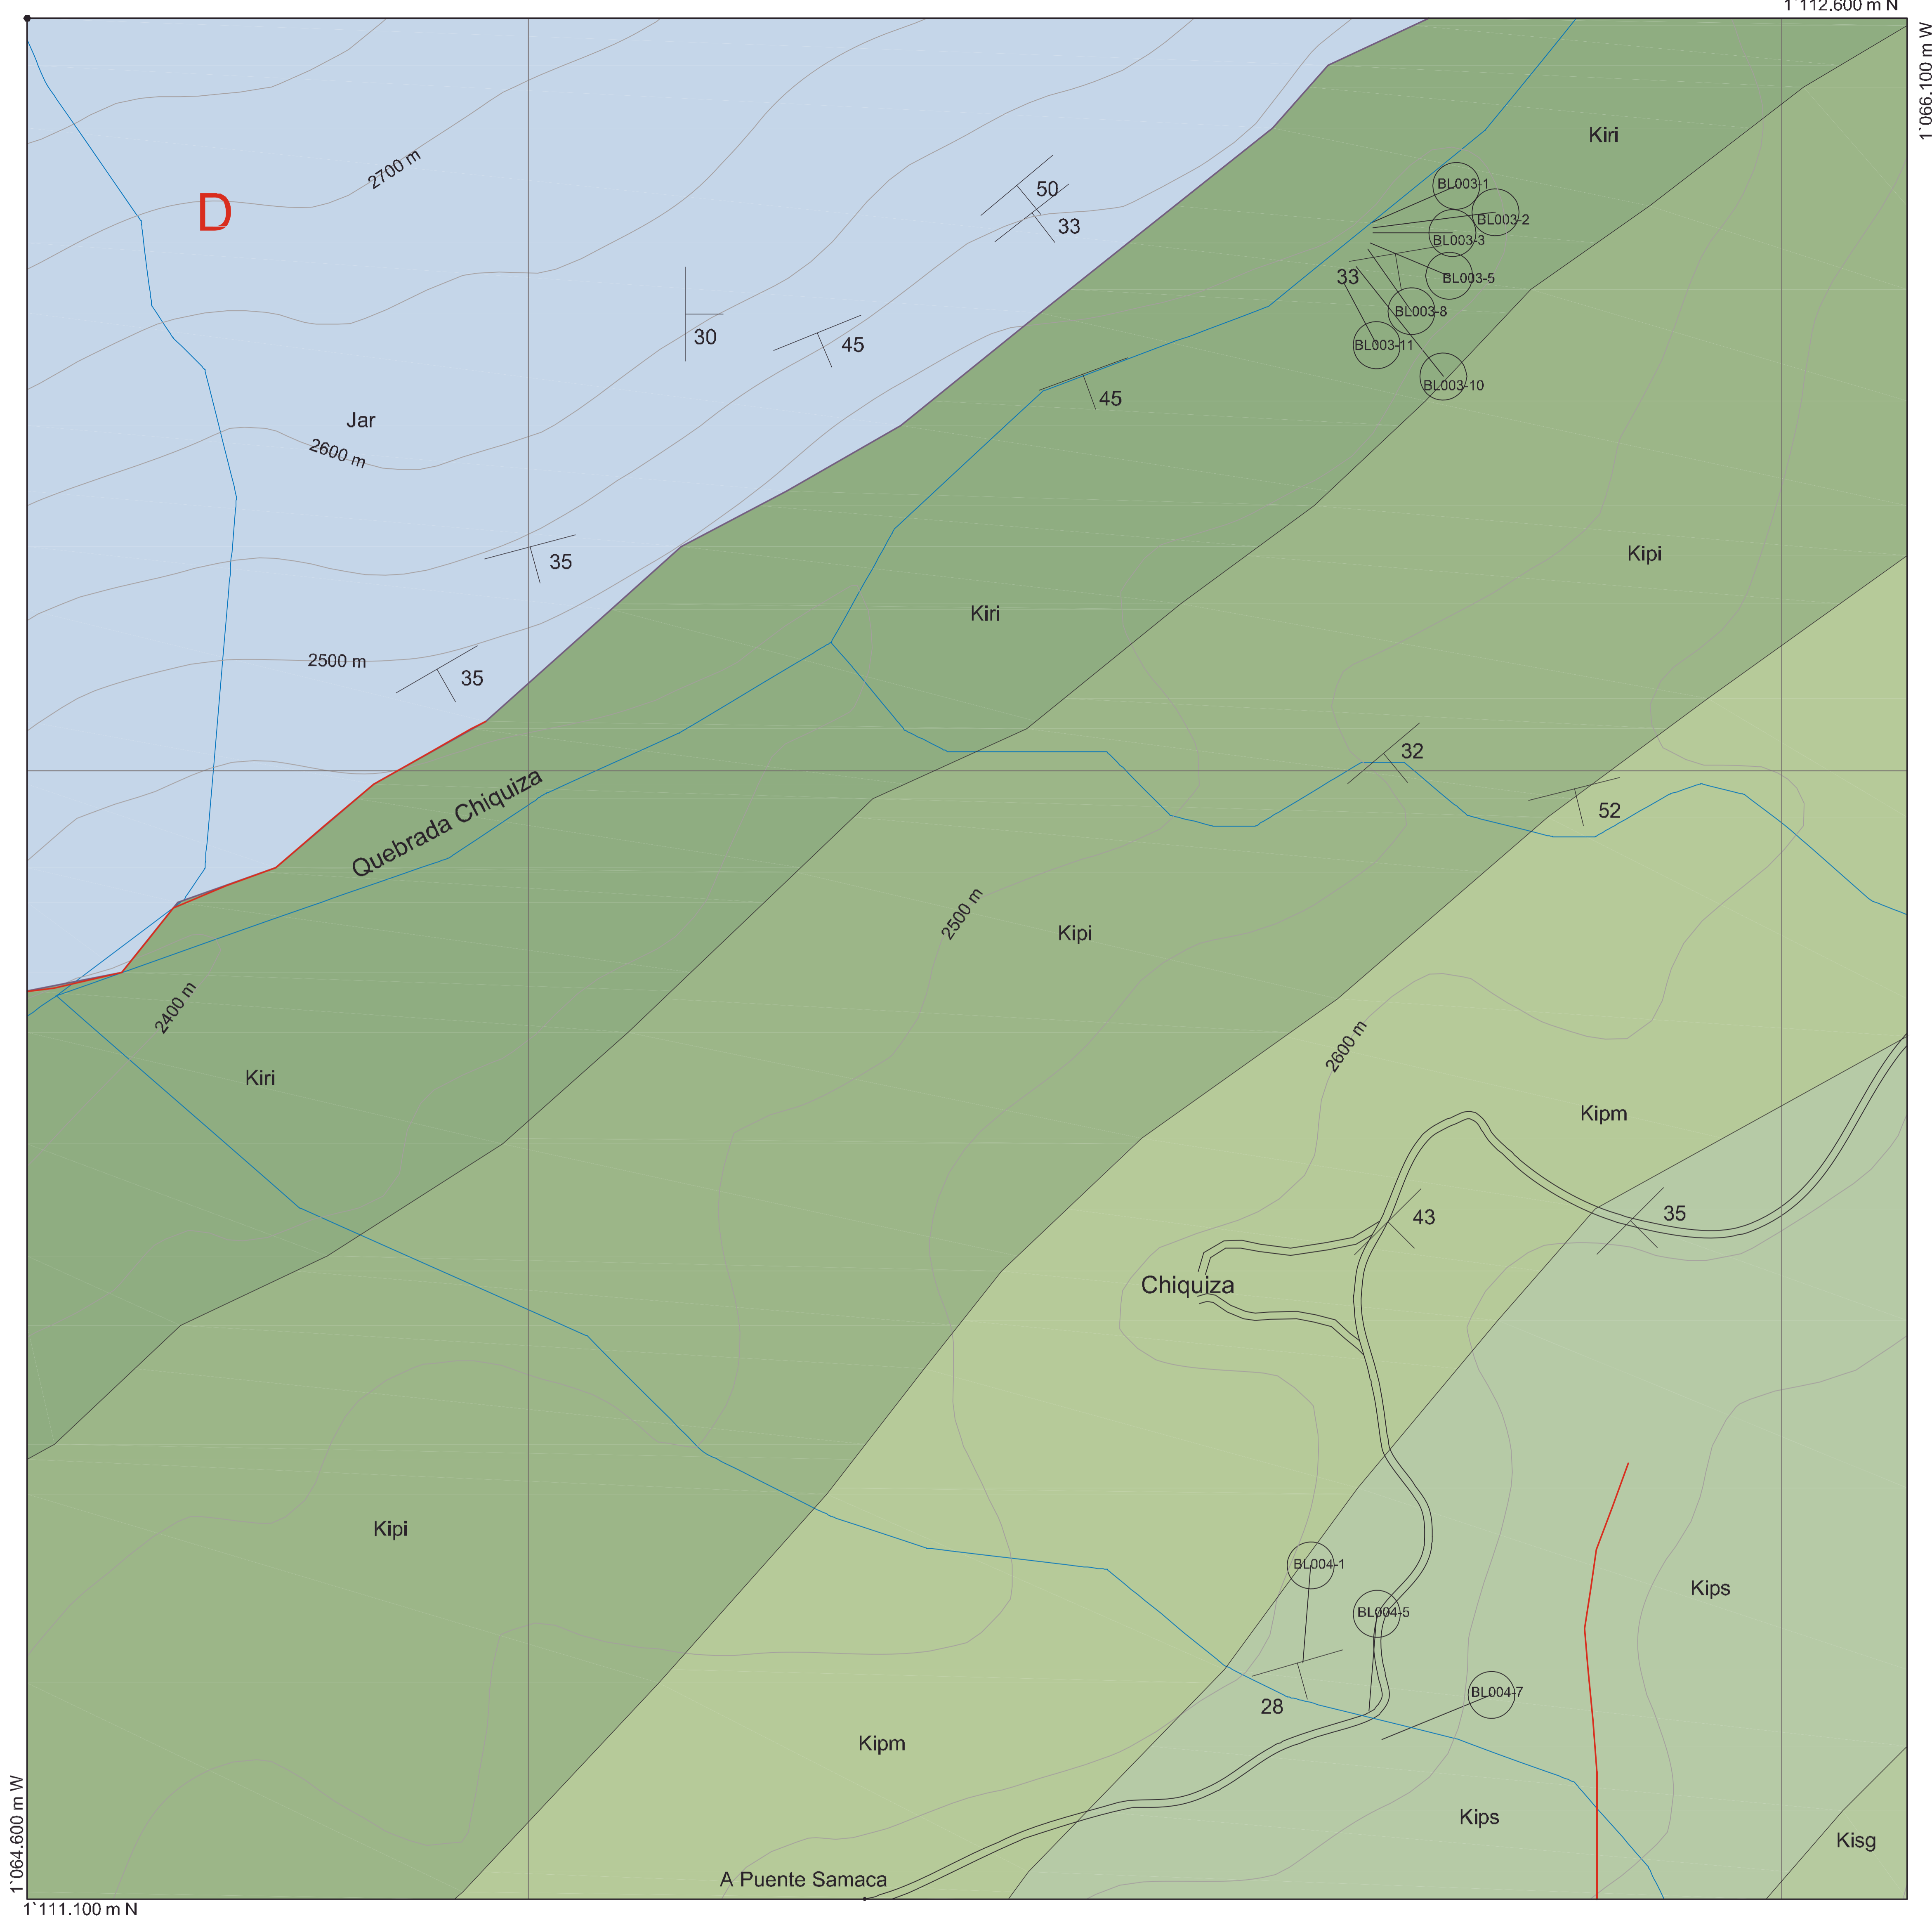 1`112.600 m N
1`066.100 m W
Kiri
2700 m
D
BL003-1
50
BL003-2
33
BL003-3
33
BL003-5
BL003-8
30
45
BL003-11
BL003-10
45
Jar
2600 m
Kipi
35
Kiri
2500 m
35
32
Quebrada Chiquiza
52
2500 m
Kipi
2400 m
2600 m
Kiri
Kipm
43
35
Chiquiza
Kipi
BL004-1
Kips
BL004-5
BL004-7
28
Kipm
Kips
Kisg
A Puente Samaca
1`064.600 m W
1`111.100 m N